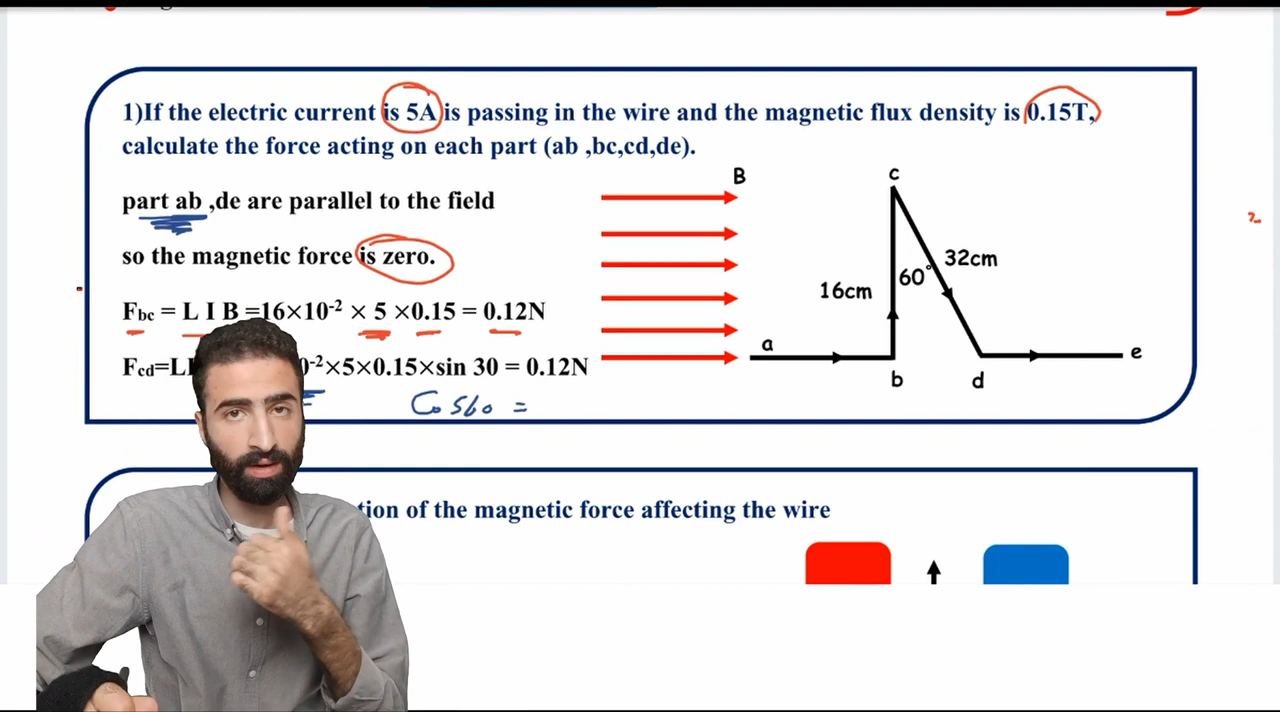 1)If the electric current is 5A is passing in the wire and the magnetic flux density is 0.15T,
calculate the force acting on each part (ab ,bc,cd,de).
part ab ,de are parallel to the field
so the magnetic force is zero.
Fbc = L I B =16×10-2 × 5 ×0.15 = 0.12N
Fcd=LI 0-2×5×0.15×sin 30 = 0.12N
Cos60 =
B
c
32cm
60°
16cm
a
e
b
d
tion of the magnetic force affecting the wire